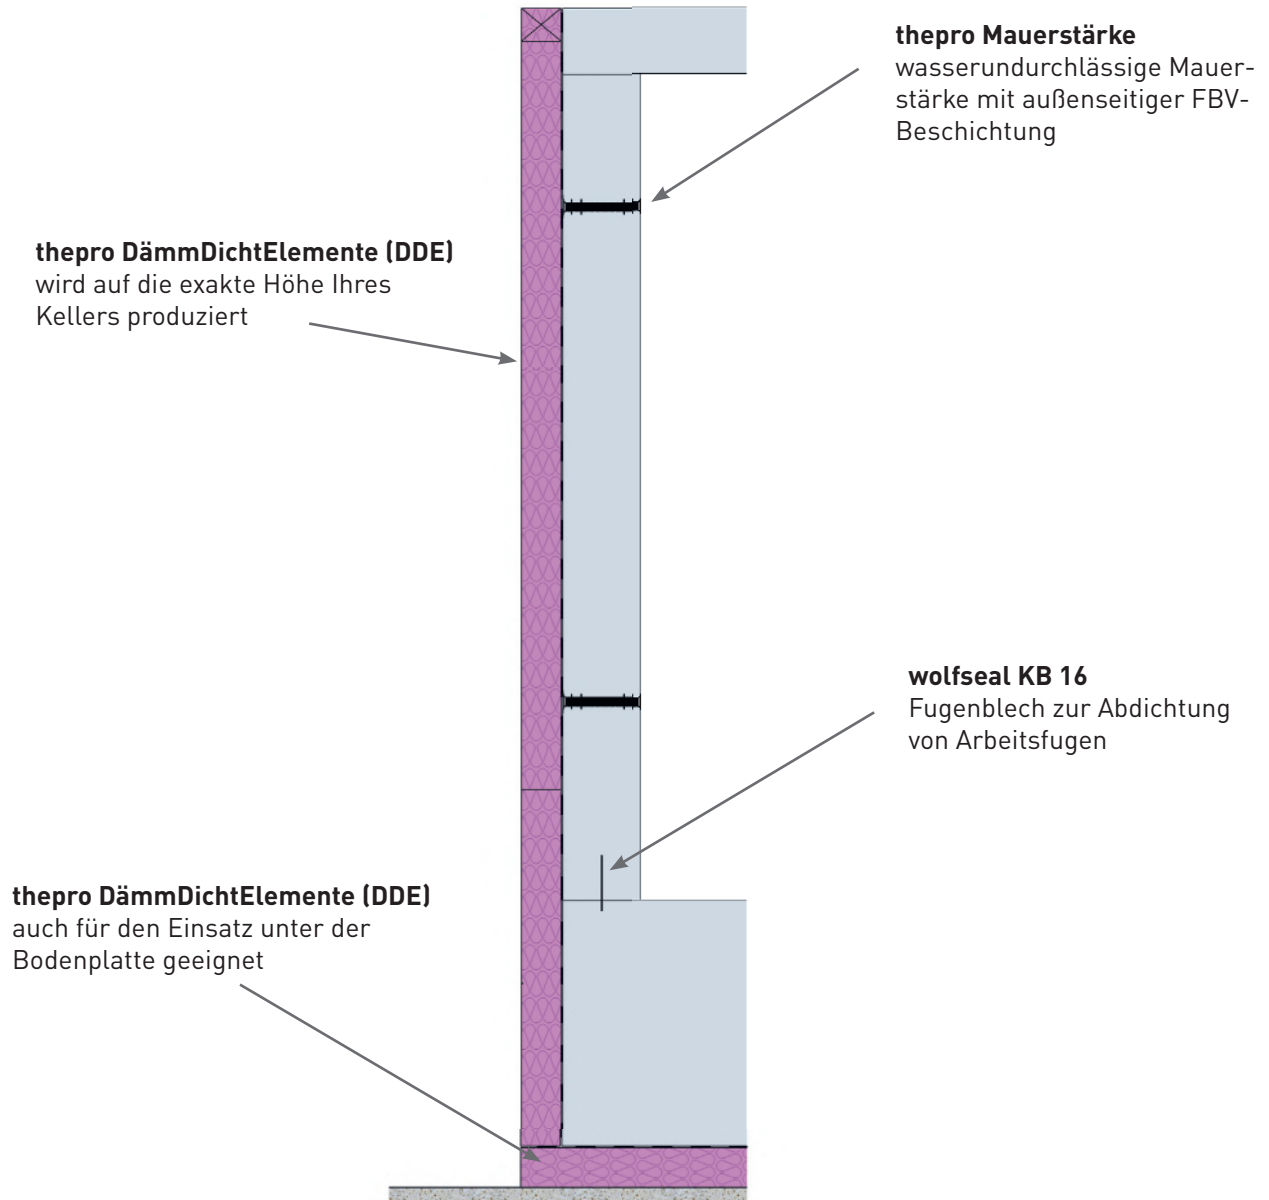 thepro Mauerstärke
wasserundurchlässige Mauer-
stärke mit außenseitiger FBV-
Beschichtung
thepro DämmDichtElemente (DDE)
wird auf die exakte Höhe Ihres
Kellers produziert
wolfseal KB 16
Fugenblech zur Abdichtung
von Arbeitsfugen
thepro DämmDichtElemente (DDE)
auch für den Einsatz unter der
Bodenplatte geeignet